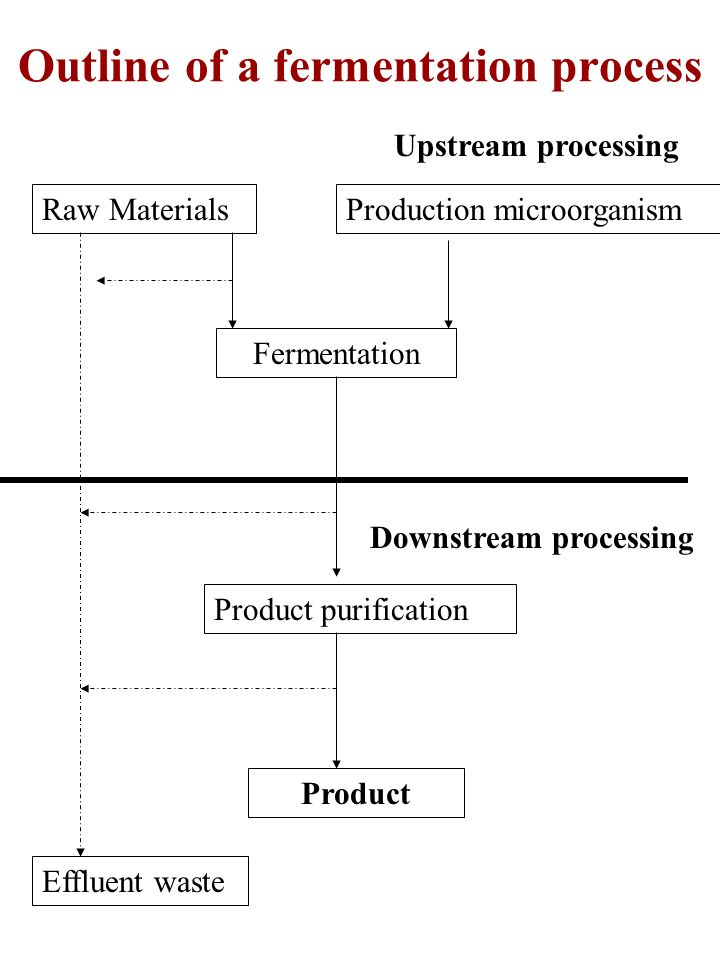 Outline of a fermentation process
Upstream processing
Raw Materials
Production microorganism
Fermentation
Downstream processing
Product purification
Product
Effluent waste